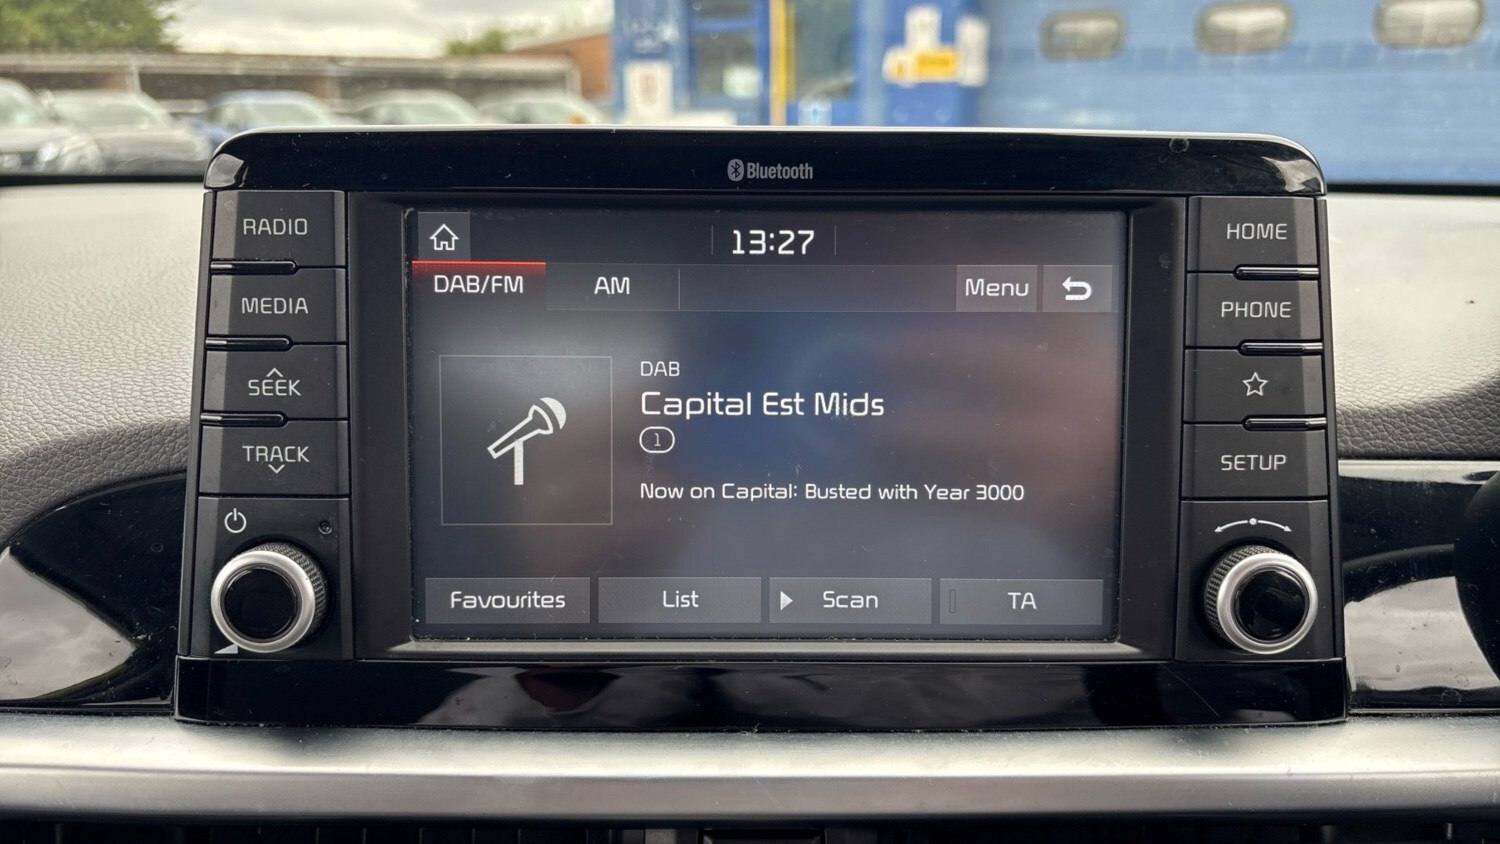 Bluetooth
RADIO
MEDIA
SEEK
TRACK
HOME
PHONE
SETUP
13:27
DAB/FM
AM
Menu
DAB
Capital Est Mids
1
Now on Capital: Busted with Year 3000
Favourites
List
Scan
TA